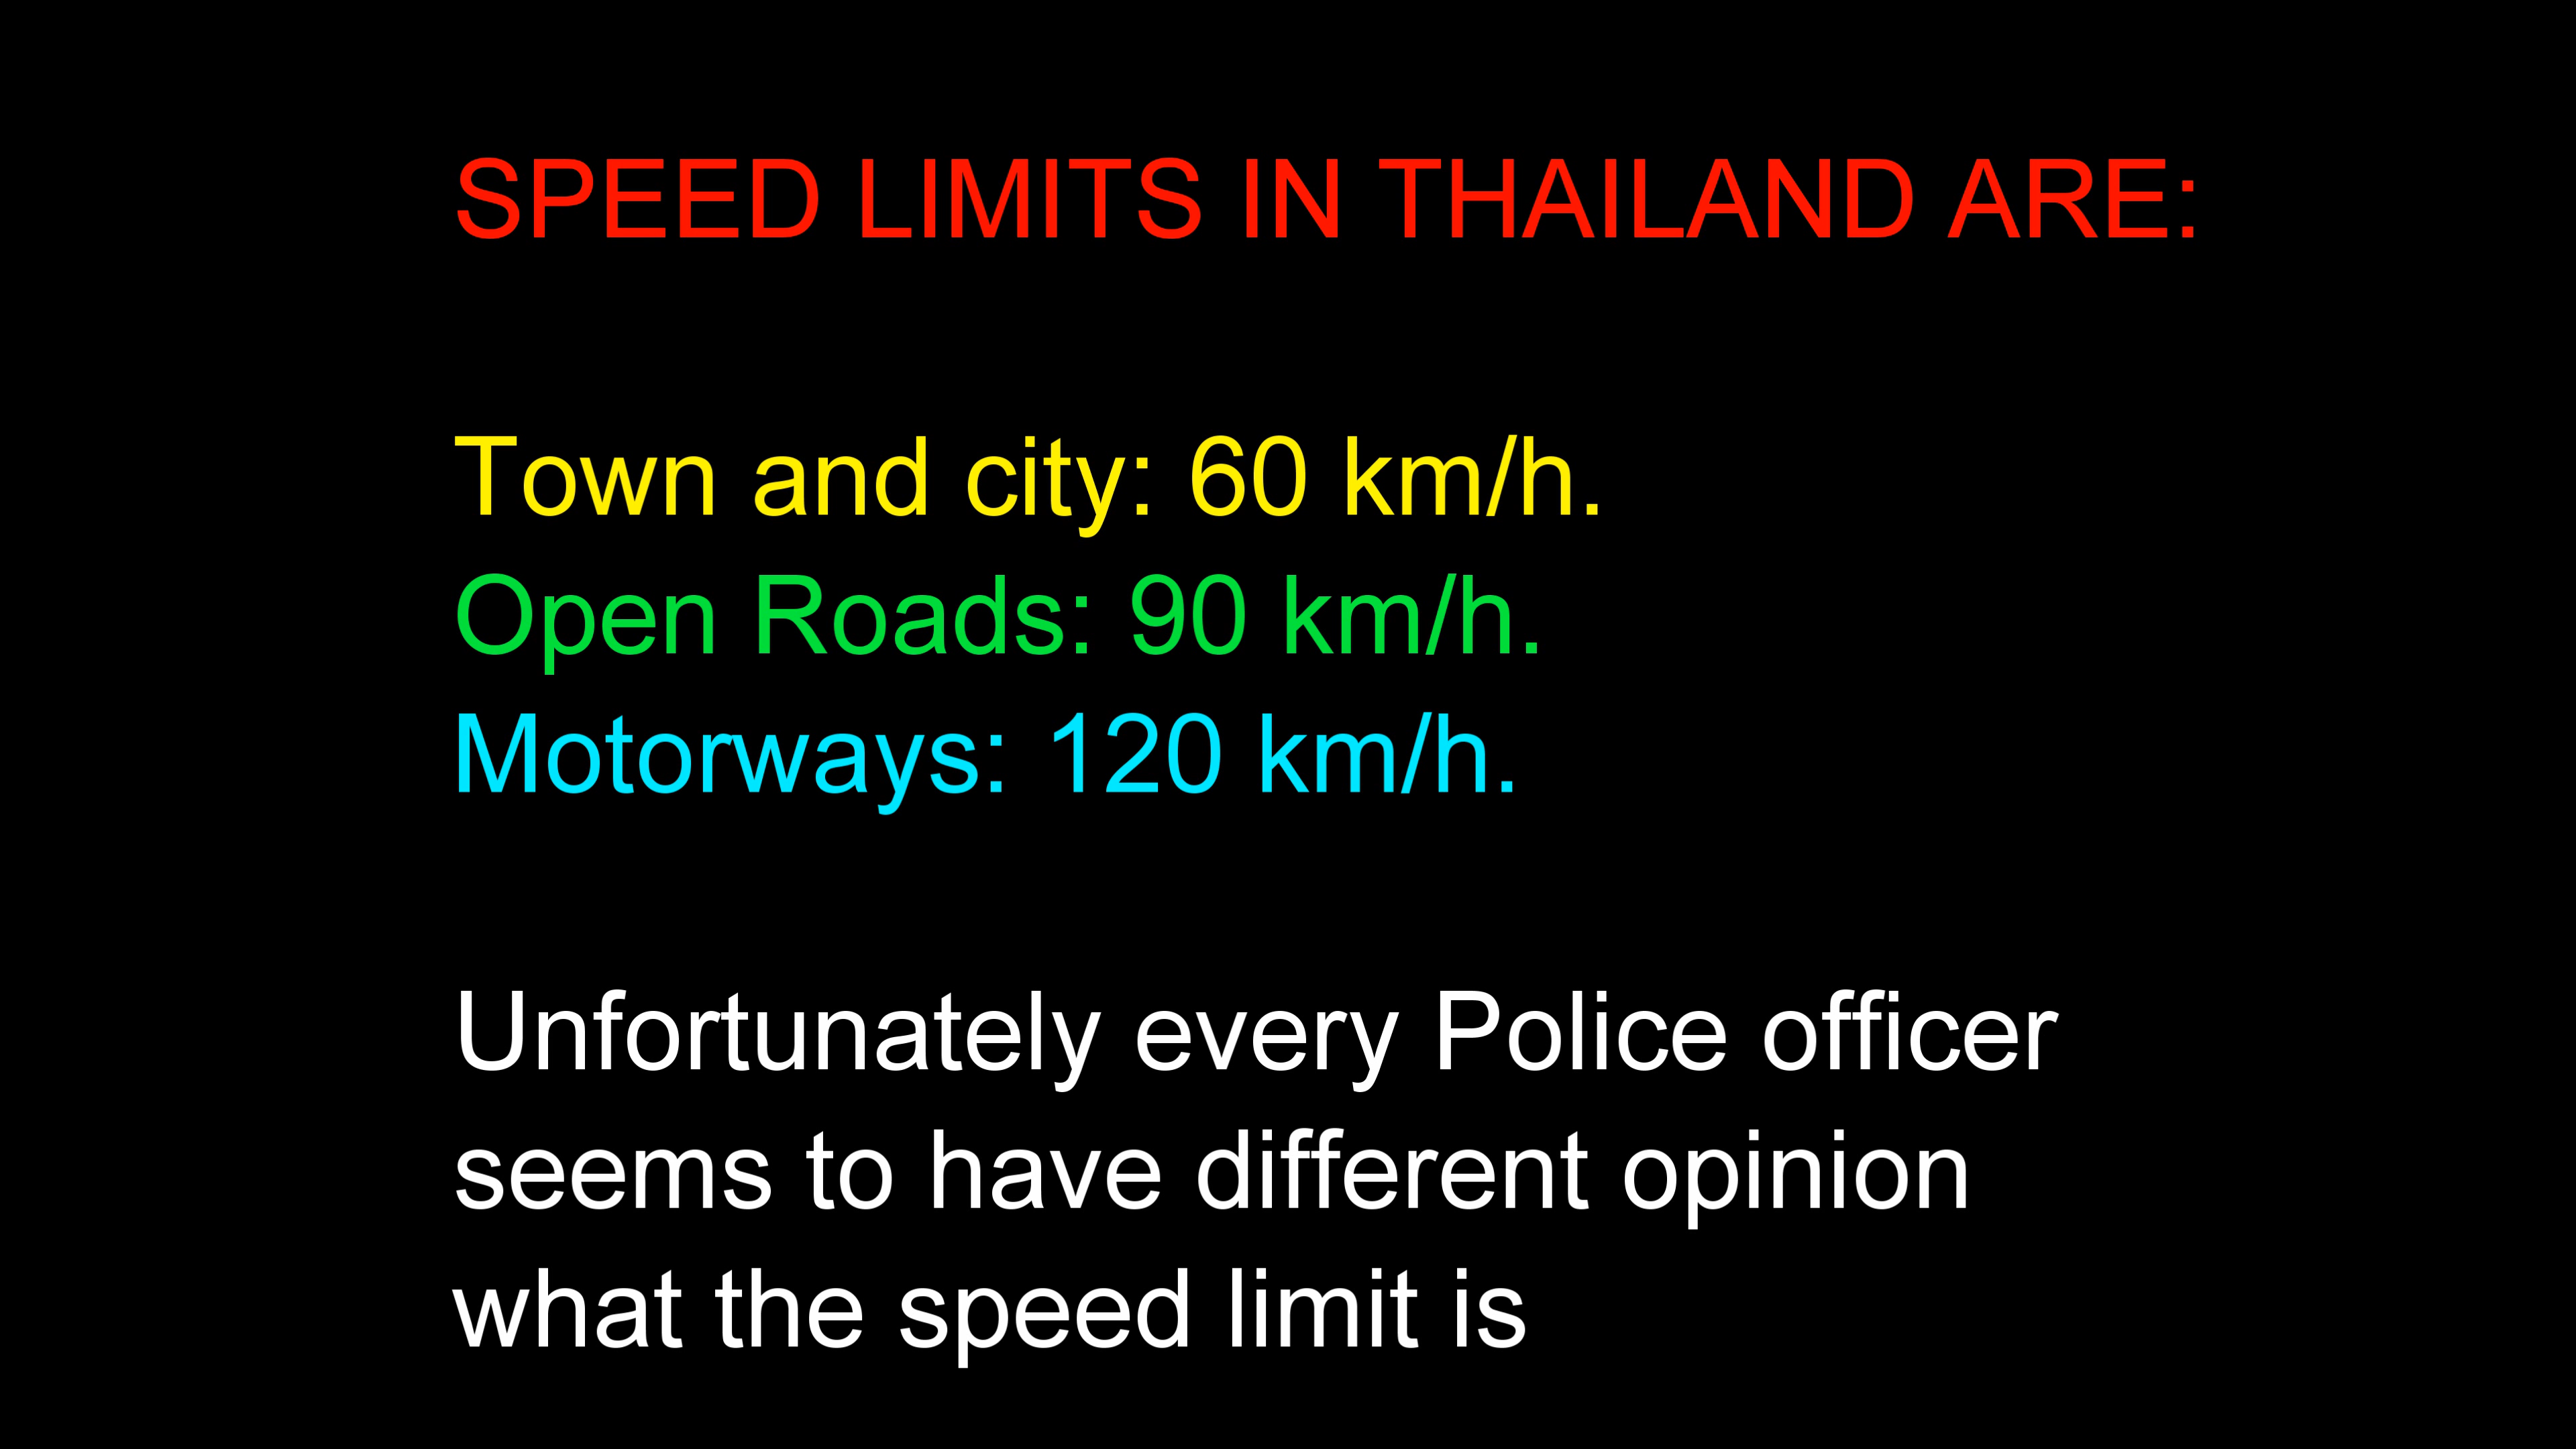 SPEED LIMITS IN THAILAND ARE:
Town and city: 60 km/h.
Open Roads: 90 km/h.
Motorways: 120 km/h.
Unfortunately every Police officer
seems to have different opinion
what the speed limit is